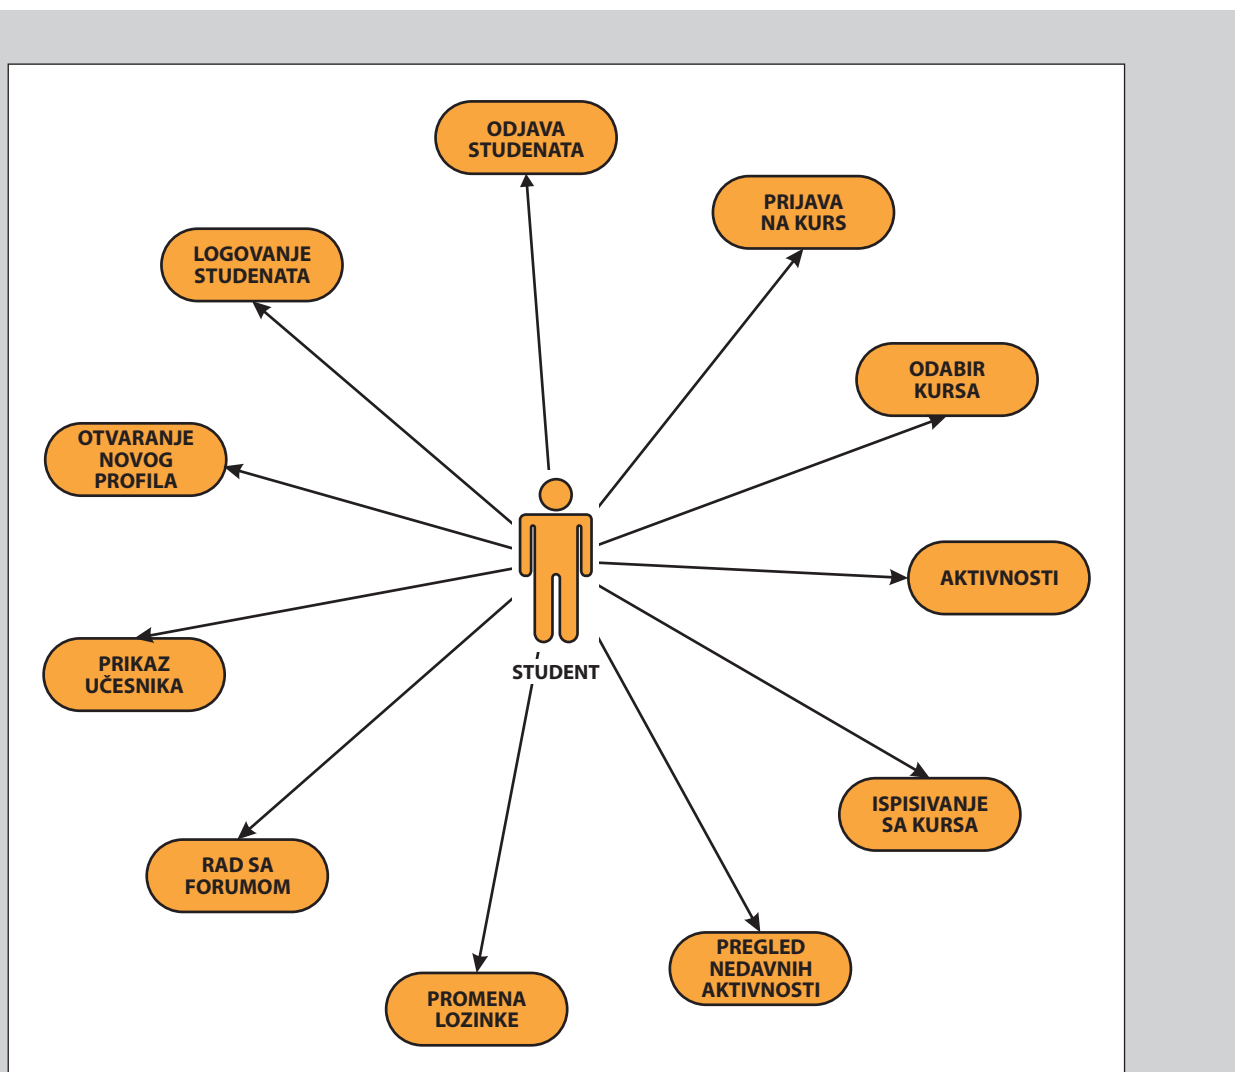 ODJAVA
STUDENATA
PRIJAVA
NA KURS
LOGOVANJE
STUDENATA
ODABIR
KURSA
OTVARANJE
NOVOG
PROFILA
AKTIVNOSTI
PRIKAZ
UČESNIKA
STUDENT
ISPISIVANJE
SA KURSA
RAD SA
FORUMOM
PREGLED
NEDAVNIH
AKTIVNOSTI
PROMENA
LOZINKE